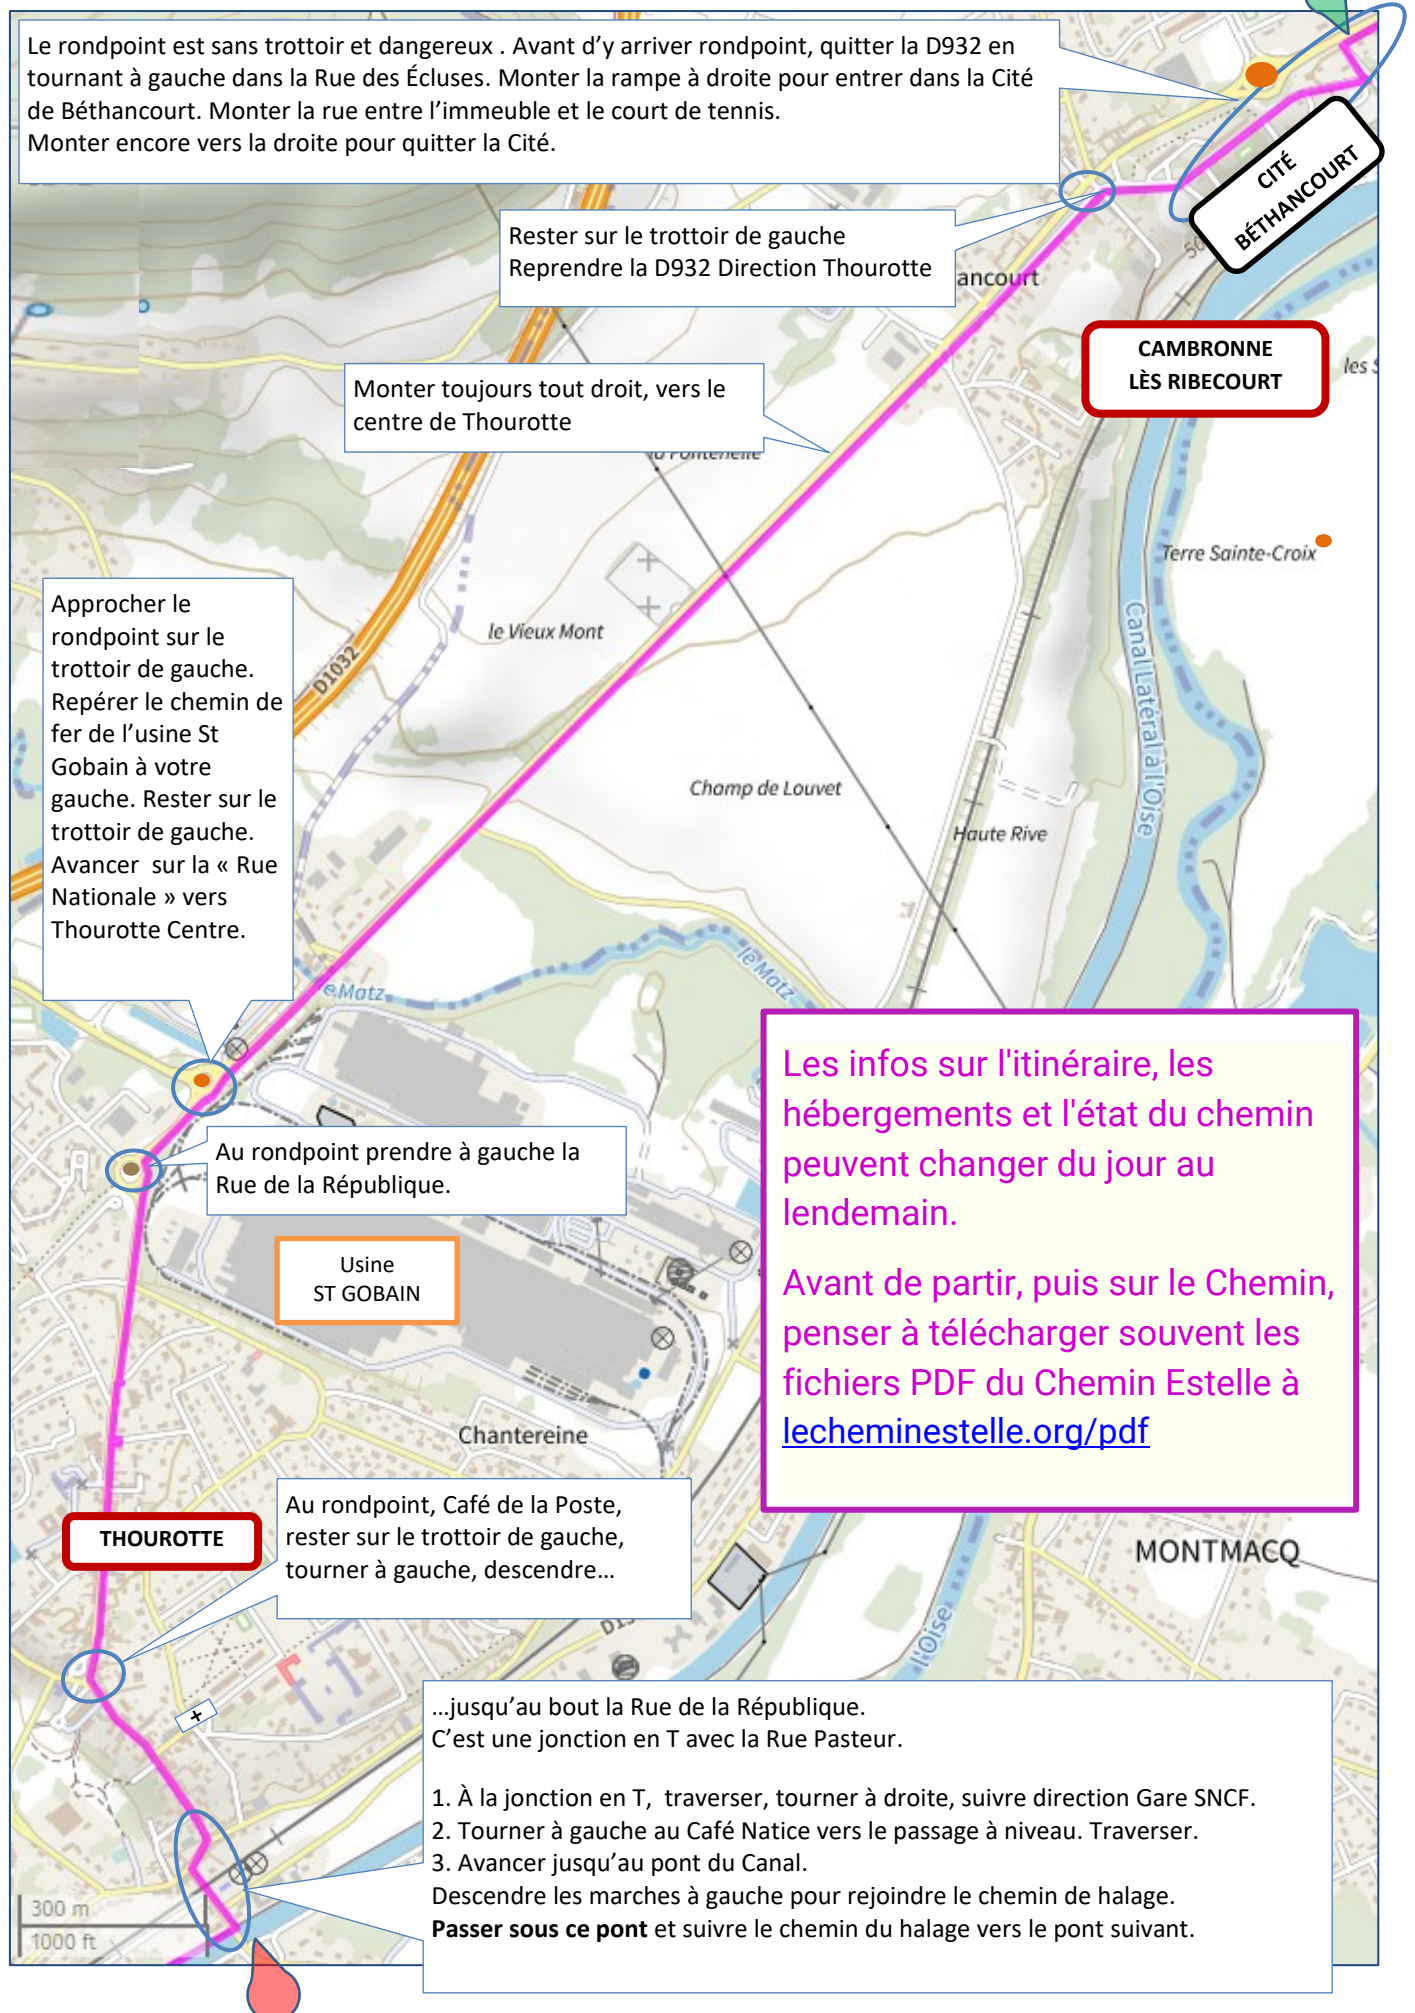 Le rondpoint est sans trottoir et dangereux . Avant d’y arriver rondpoint, quitter la D932 en
tournant à gauche dans la Rue des Écluses. Monter la rampe à droite pour entrer dans la Cité
de Béthancourt. Monter la rue entre l’immeuble et le court de tennis.
Monter encore vers la droite pour quitter la Cité.
CITÉ
BÉTHANCOURT
Rester sur le trottoir de gauche
Reprendre la D932 Direction Thourotte
ancourt
CAMBRONNE
LÈS RIBECOURT
les
Monter toujours tout droit, vers le
centre de Thourotte
Terre Sainte-Croix
Approcher le
rondpoint sur le
trottoir de gauche.
Repérer le chemin de
fer de l’usine St
Gobain à votre
gauche. Rester sur le
trottoir de gauche.
Avancer  sur la « Rue
Nationale » vers
Thourotte Centre.
le Vieux Mont
D1032
Canal Latéral à l'Oise
Champ de Louvet
Haute Rive
le Matz
e Matz
Les infos sur l'itinéraire, les
hébergements et l'état du chemin
peuvent changer du jour au
lendemain.
Avant de partir, puis sur le Chemin,
penser à télécharger souvent les
fichiers PDF du Chemin Estelle à
lecheminestelle.org/pdf
Au rondpoint prendre à gauche la
Rue de la République.
Usine
ST GOBAIN
Chantereine
Au rondpoint, Café de la Poste,
rester sur le trottoir de gauche,
tourner à gauche, descendre…
THOUROTTE
MONTMACQ
l'Oise
…jusqu’au bout la Rue de la République.
C’est une jonction en T avec la Rue Pasteur.
1. À la jonction en T,  traverser, tourner à droite, suivre direction Gare SNCF.
2. Tourner à gauche au Café Natice vers le passage à niveau. Traverser.
3. Avancer jusqu’au pont du Canal.
Descendre les marches à gauche pour rejoindre le chemin de halage.
Passer sous ce pont et suivre le chemin du halage vers le pont suivant.
300 m
1000 ft